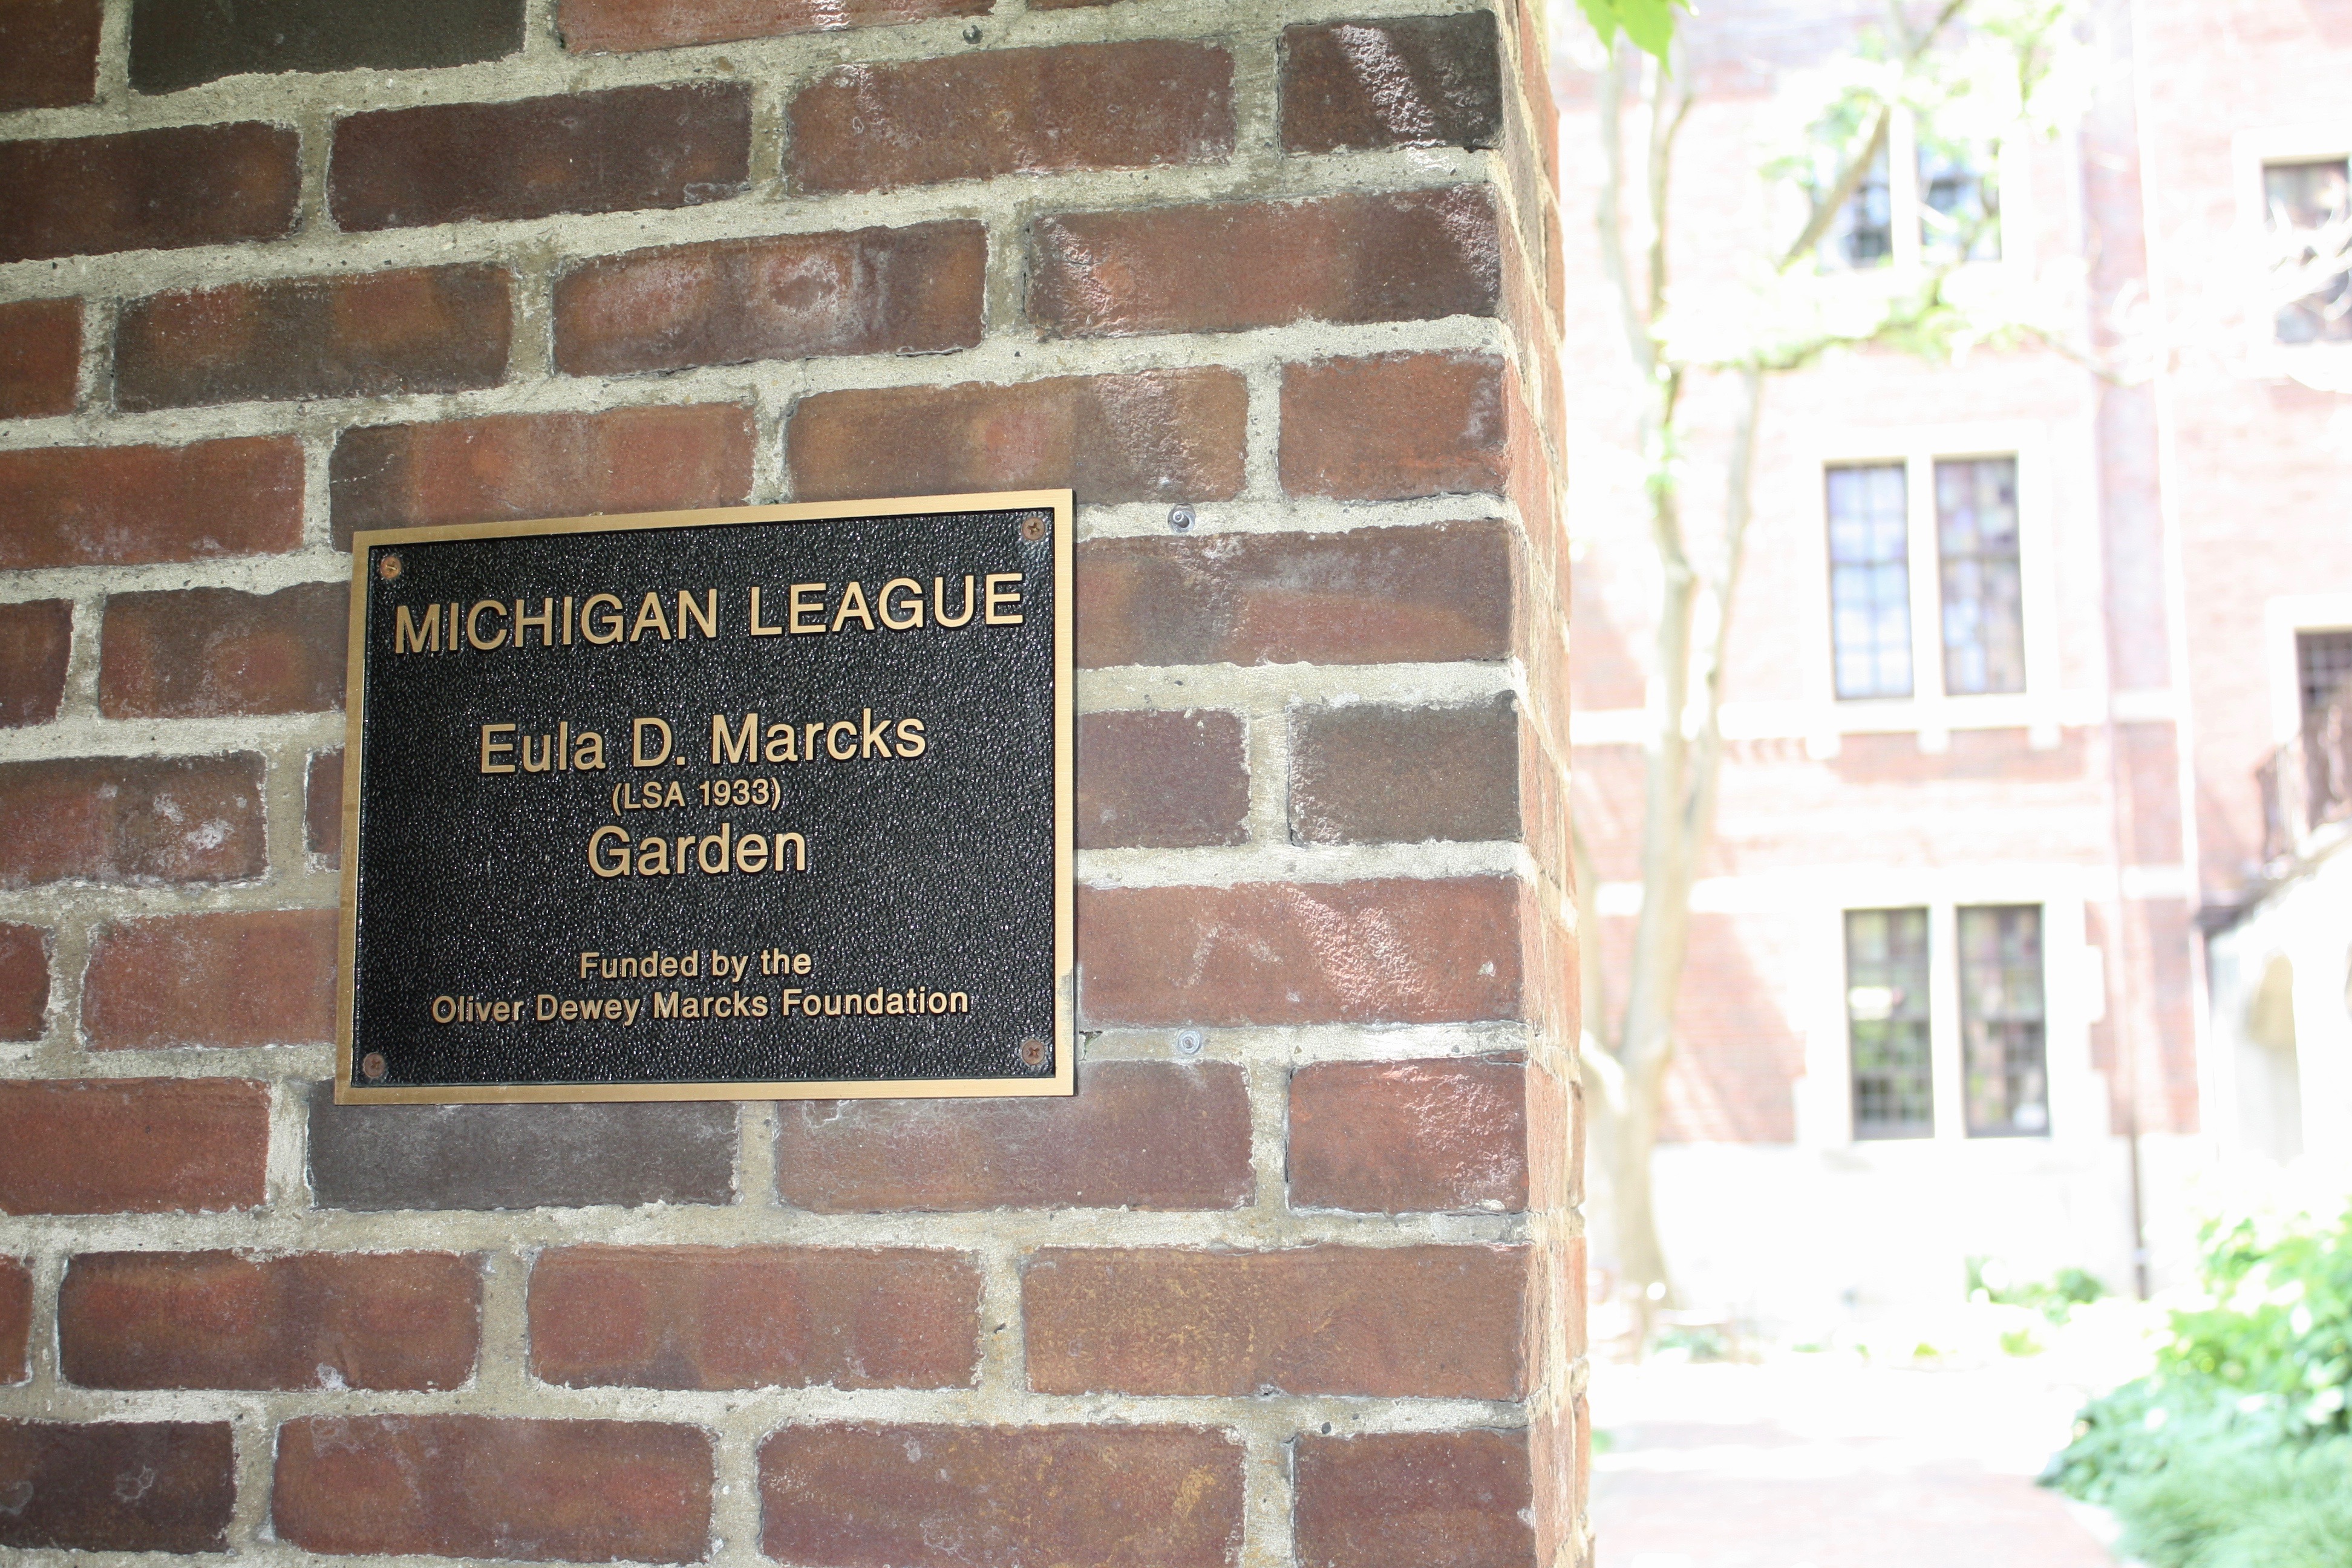 MICHIGAN LEAGUE
Eula D. Marcks
(LSA 1933)
Garden
Funded by the
Oliver Dewey Marcks Foundation